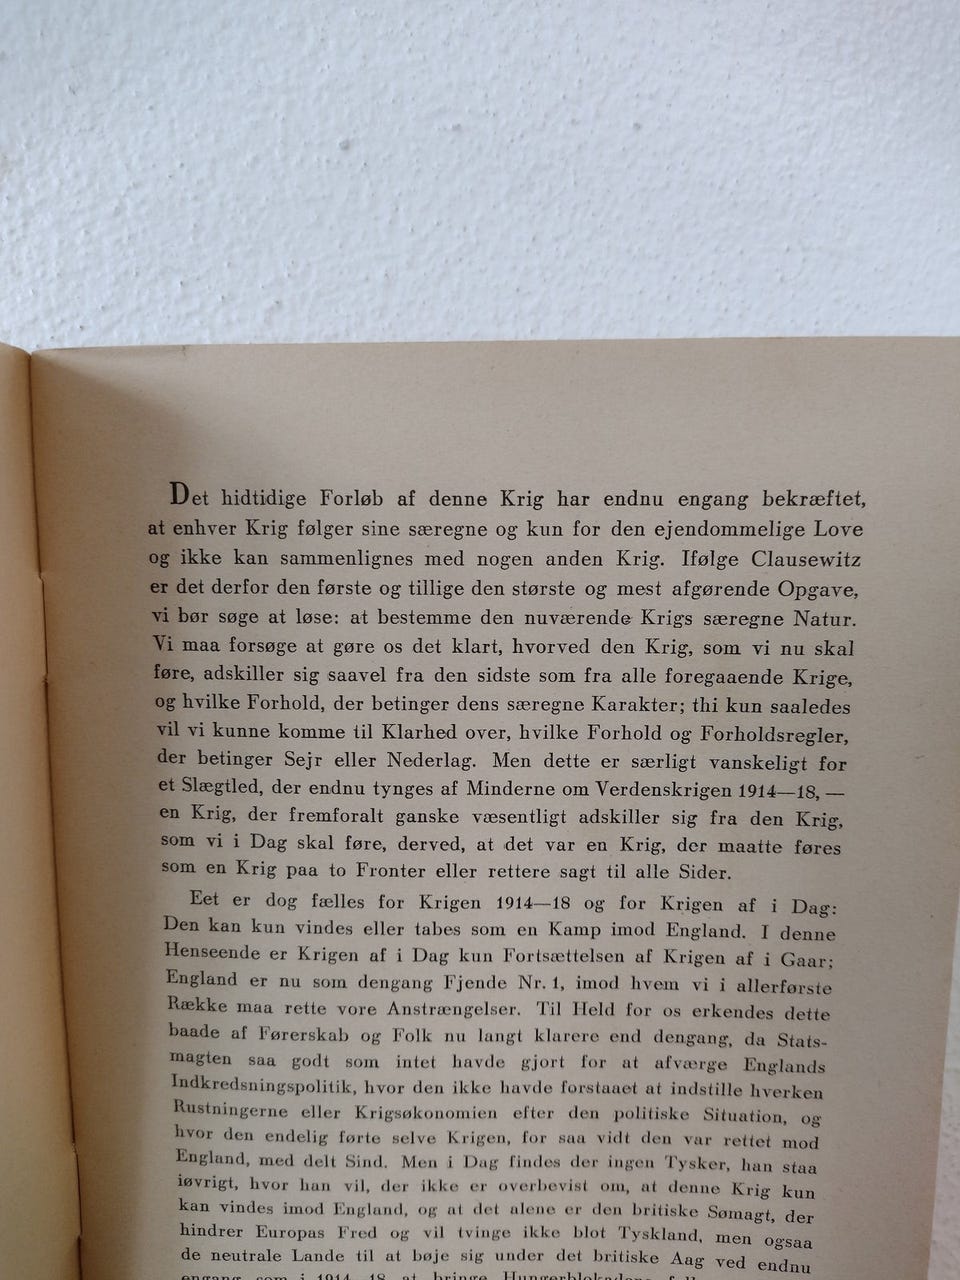 Det hidtidige Forløb af denne Krig har endnu engang bekræftet,
at enhver Krig følger sine særegne og kun for den ejendommelige Love
og ikke kan sammenlignes med nogen anden Krig. Ifølge Clausewitz
er det derfor den første og tillige den største og mest afgørende Opgave,
vi bør søge at løse: at bestemme den nuværende Krigs særegne Natur.
Vi maa forsøge at gøre os det klart, hvorved den Krig, som vi nu skal
føre, adskiller sig saavel fra den sidste som fra alle foregaaende Krige,
og hvilke Forhold, der betinger dens særegne Karakter; thi kun saaledes
vil vi kunne komme til Klarhed over, hvilke Forhold og Forholdsregler,
der betinger Sejr eller Nederlag. Men dette er særligt vanskeligt for
et Slægtled, der endnu tynges af Minderne om Verdenskrigen 1914—18, —
en Krig, der fremforalt ganske væsentligt adskiller sig fra den Krig,
som vi i Dag skal føre, derved, at det var en Krig, der maatte føres
som en Krig paa to Fronter eller rettere sagt til alle Sider.
Eet er dog fælles for Krigen 1914—18 og for Krigen af i Dag:
Den kan kun vindes eller tabes som en Kamp imod England. I denne
Henseende er Krigen af i Dag kun Fortsættelsen af Krigen af i Gaar;
England er nu som dengang Fjende Nr. 1, imod hvem vi i allerførste
Række maa rette vore Anstrængelser. Til Held for os erkendes dette
baade af Førerskab og Folk nu langt klarere end dengang, da Stats-
magten saa godt som intet havde gjort for at afværge Englands
Indkredsningspolitik, hvor den ikke havde forstaaet at indstille hverken
Rustningerne eller Krigsøkonomien efter den politiske Situation, og
hvor den endelig førte selve Krigen, for saa vidt den var rettet mod
England, med delt Sind. Men i Dag findes der ingen Tysker, han staa
iøvrigt, hvor han vil, der ikke er overbevist om, at denne Krig kun
kan vindes imod England, og at det alene er den britiske Sømagt, der
hindrer Europas Fred og vil tvinge ikke blot Tyskland, men ogsaa
de neutrale Lande til at bøje sig under det britiske Aag ved endnu
engang som i 1914—18 at bringe Hungerblokaden